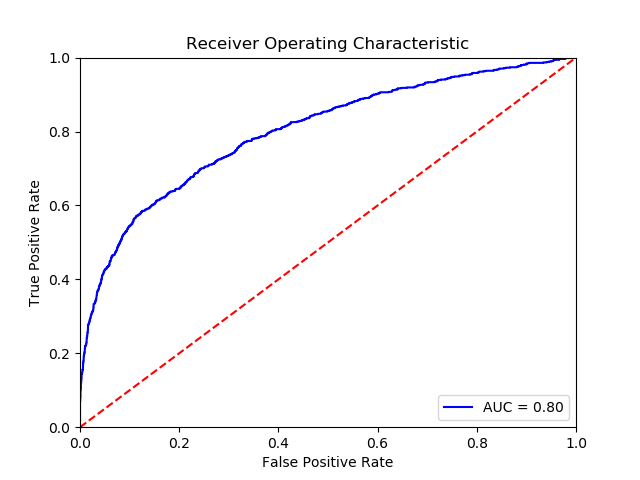 Receiver Operating Characteristic
1.0
0.8
0.6
0.4
0.2
0.0
True Positive Rate
AUC = 0.80
0.0 0.2 0.4 0.6 0.8 1.0
False Positive Rate